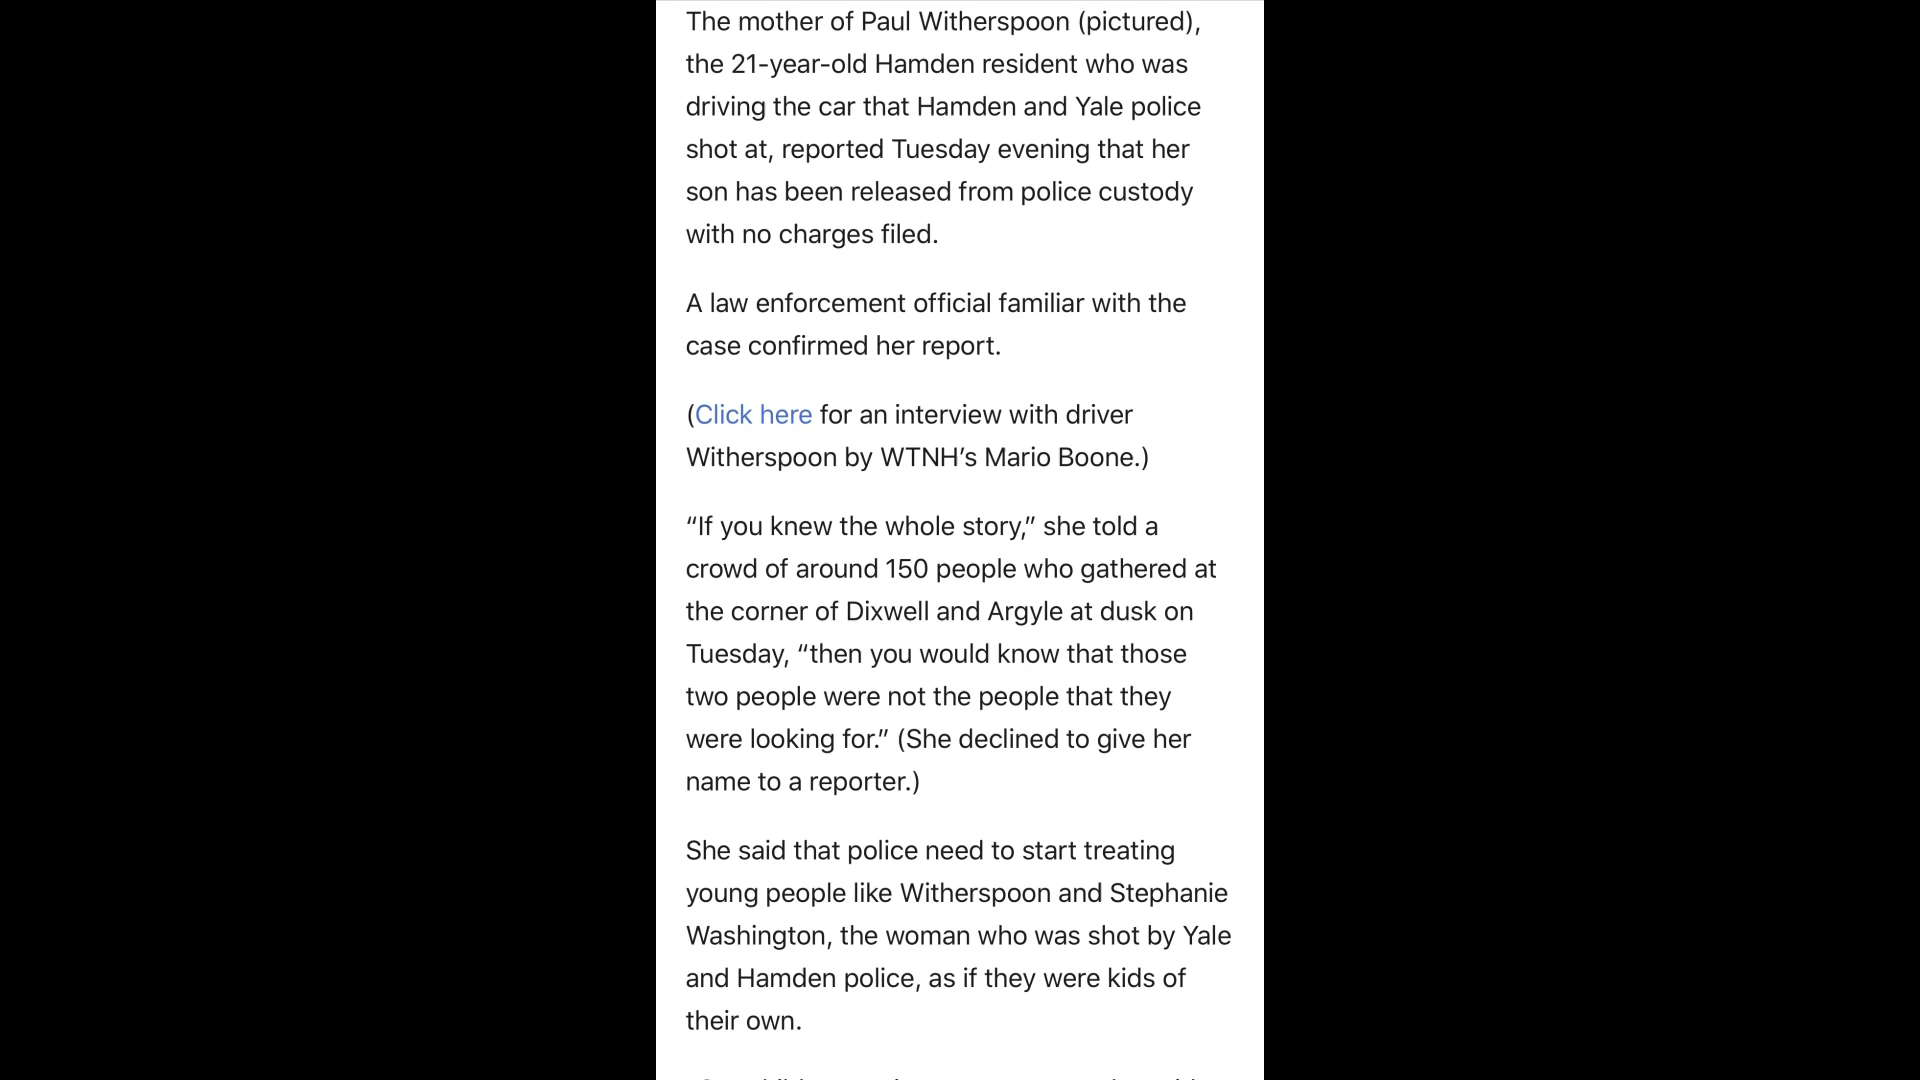 The mother of Paul Witherspoon (pictured),
the 21-year-old Hamden resident who was
driving the car that Hamden and Yale police
shot at, reported Tuesday evening that her
son has been released from police custody
with no charges filed.
A law enforcement official familiar with the
case confirmed her report.
(Click here for an interview with driver
Witherspoon by WTNH’s Mario Boone.)
“If you knew the whole story,” she told a
crowd of around 150 people who gathered at
the corner of Dixwell and Argyle at dusk on
Tuesday, “then you would know that those
two people were not the people that they
were looking for.” (She declined to give her
name to a reporter.)
She said that police need to start treating
young people like Witherspoon and Stephanie
Washington, the woman who was shot by Yale
and Hamden police, as if they were kids of
their own.